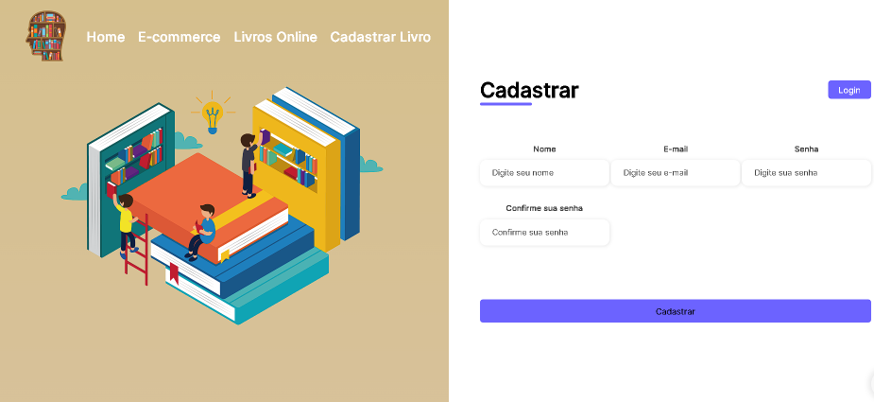 Home E-commerce Livros Online Cadastrar Livro
Cadastrar
Login
Nome E-mail Senha
Digite seu nome Digite seu e-mail Digite sua senha
Confirme sua senha
Confirme sua senha
Cadastrar